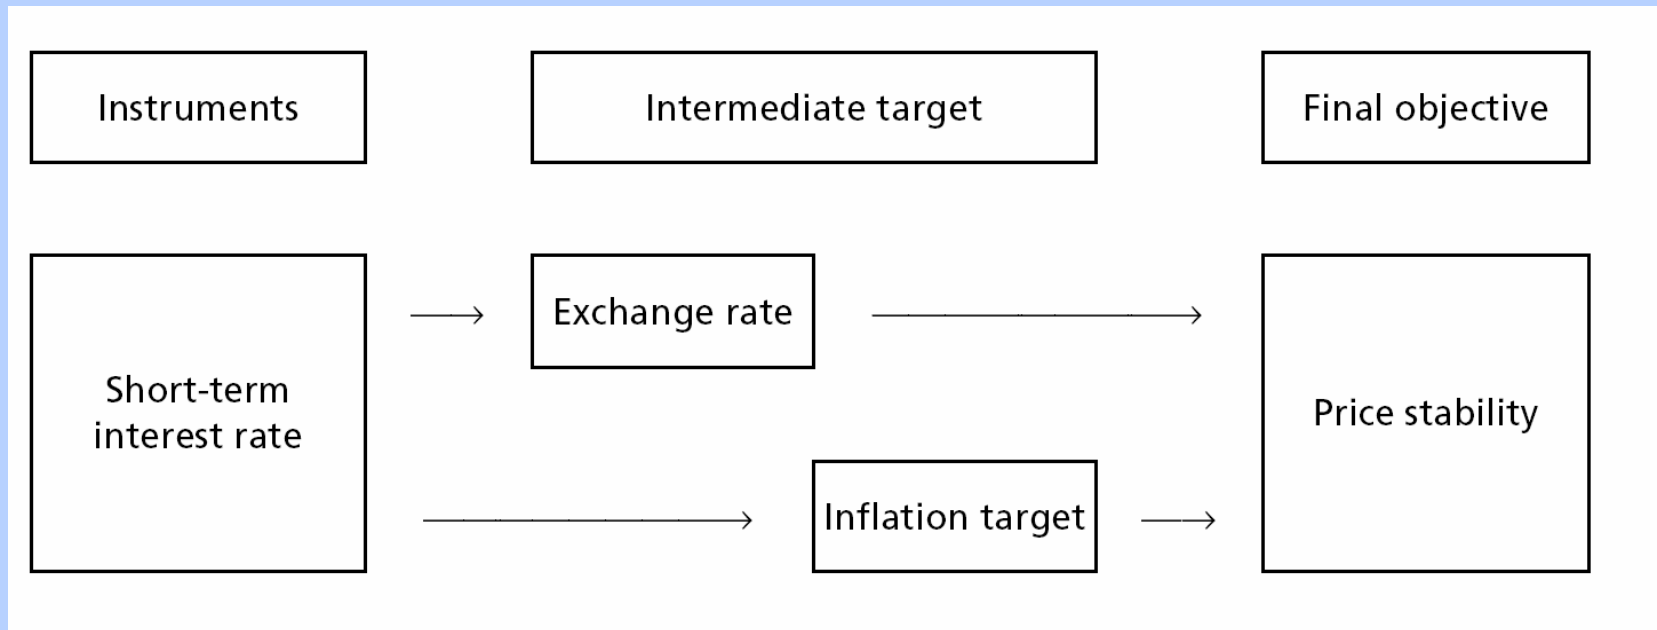 Instruments
Intermediate target
Final objective
Short-term
interest rate
Exchange rate
Inflation target
Price stability